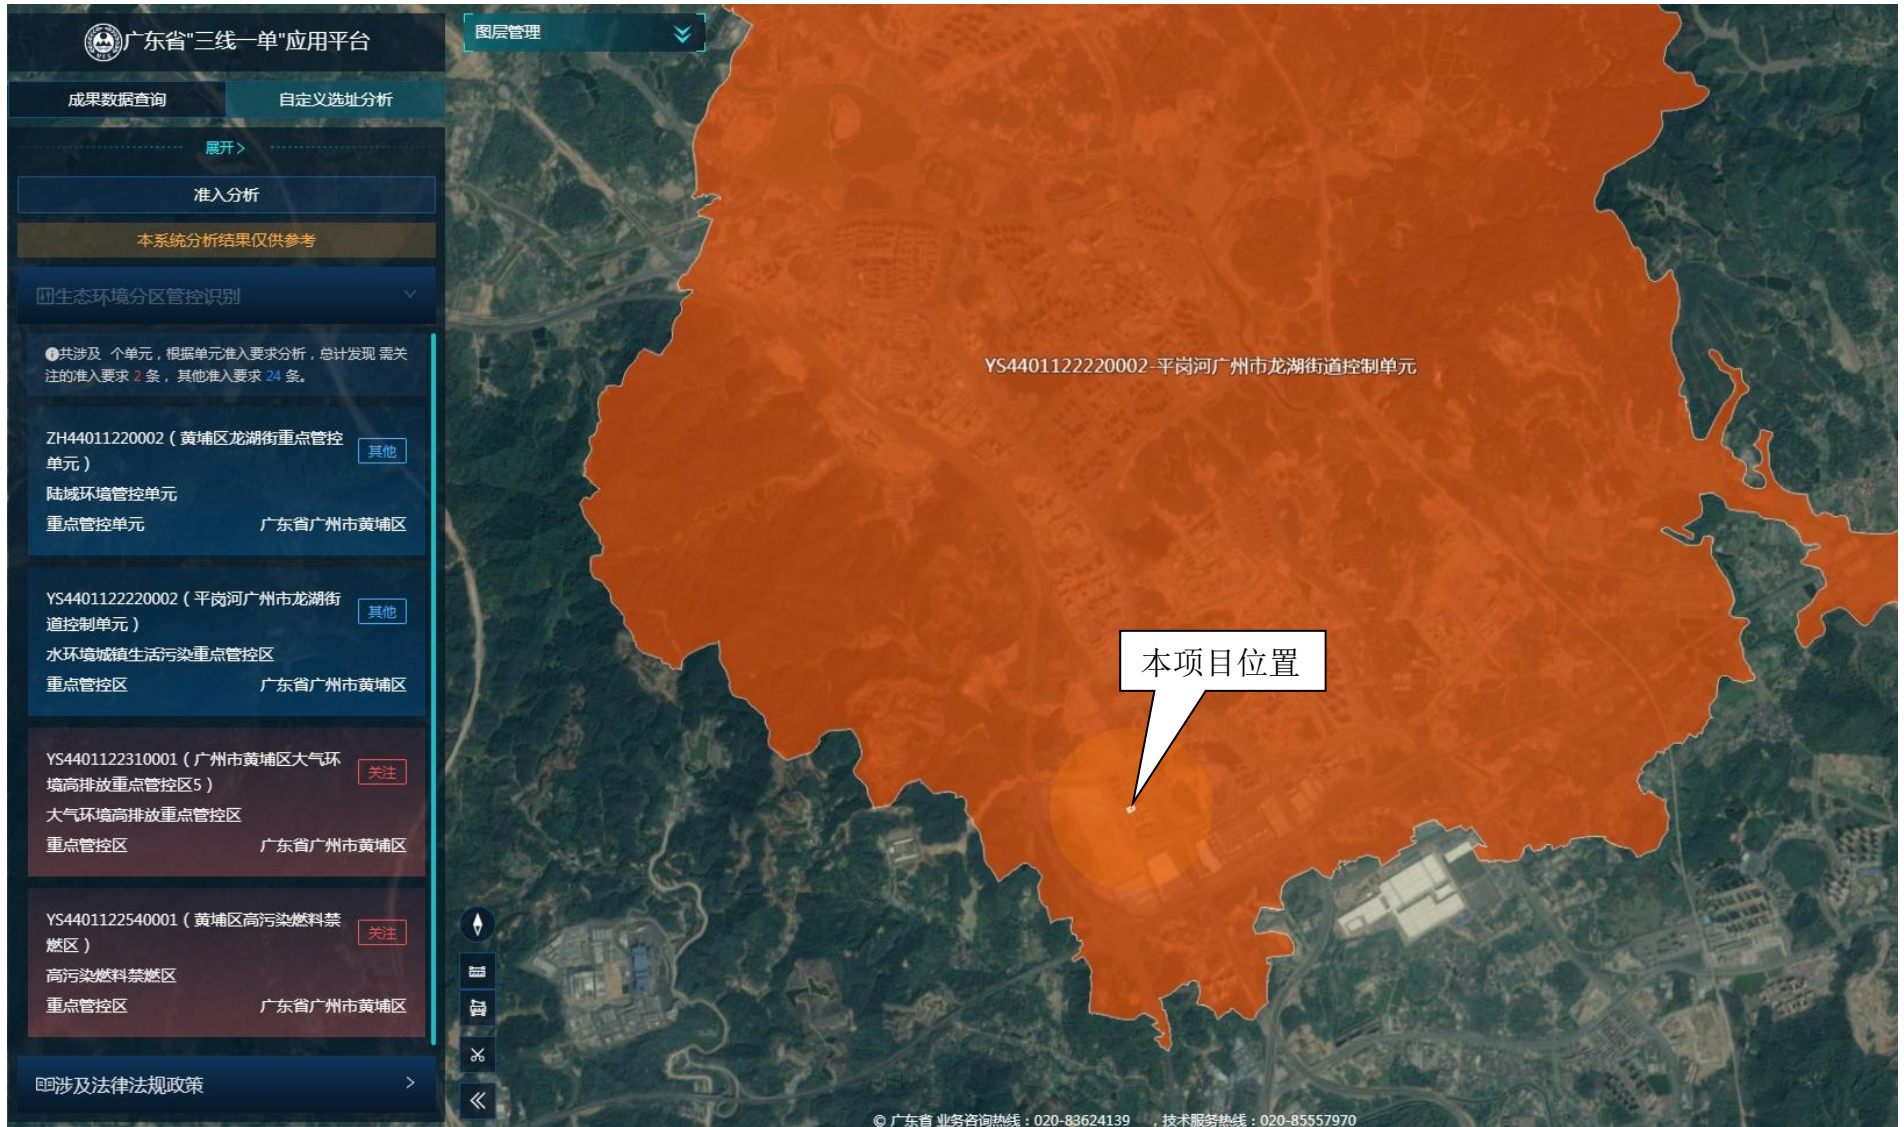 广东省"三线一单"应用平台
成果数据查询
自定义选址分析
展开>
准入分析
本系统分析结果仅供参考
生态环境分区管控识别
共涉及 个单元，根据单元准入要求分析，总计发现 需关
注的准入要求 2 条， 其他准入要求 24 条。
ZH44011220002（黄埔区龙湖街重点管控
单元）
其他
陆域环境管控单元
重点管控单元 广东省广州市黄埔区
YS4401122220002（平岗河广州市龙湖街
道控制单元）
其他
水环境城镇生活污染重点管控区
重点管控区 广东省广州市黄埔区
YS4401122310001（广州市黄埔区大气环
境高排放重点管控区5）
关注
大气环境高排放重点管控区
重点管控区 广东省广州市黄埔区
YS4401122540001（黄埔区高污染燃料禁
燃区）
关注
高污染燃料禁燃区
重点管控区 广东省广州市黄埔区
涉及法律法规政策 >
图层管理
YS4401122220002-平岗河广州市龙湖街道控制单元
本项目位置
© 广东省 业务咨询热线：020-83624139 ，技术服务热线：020-85557970